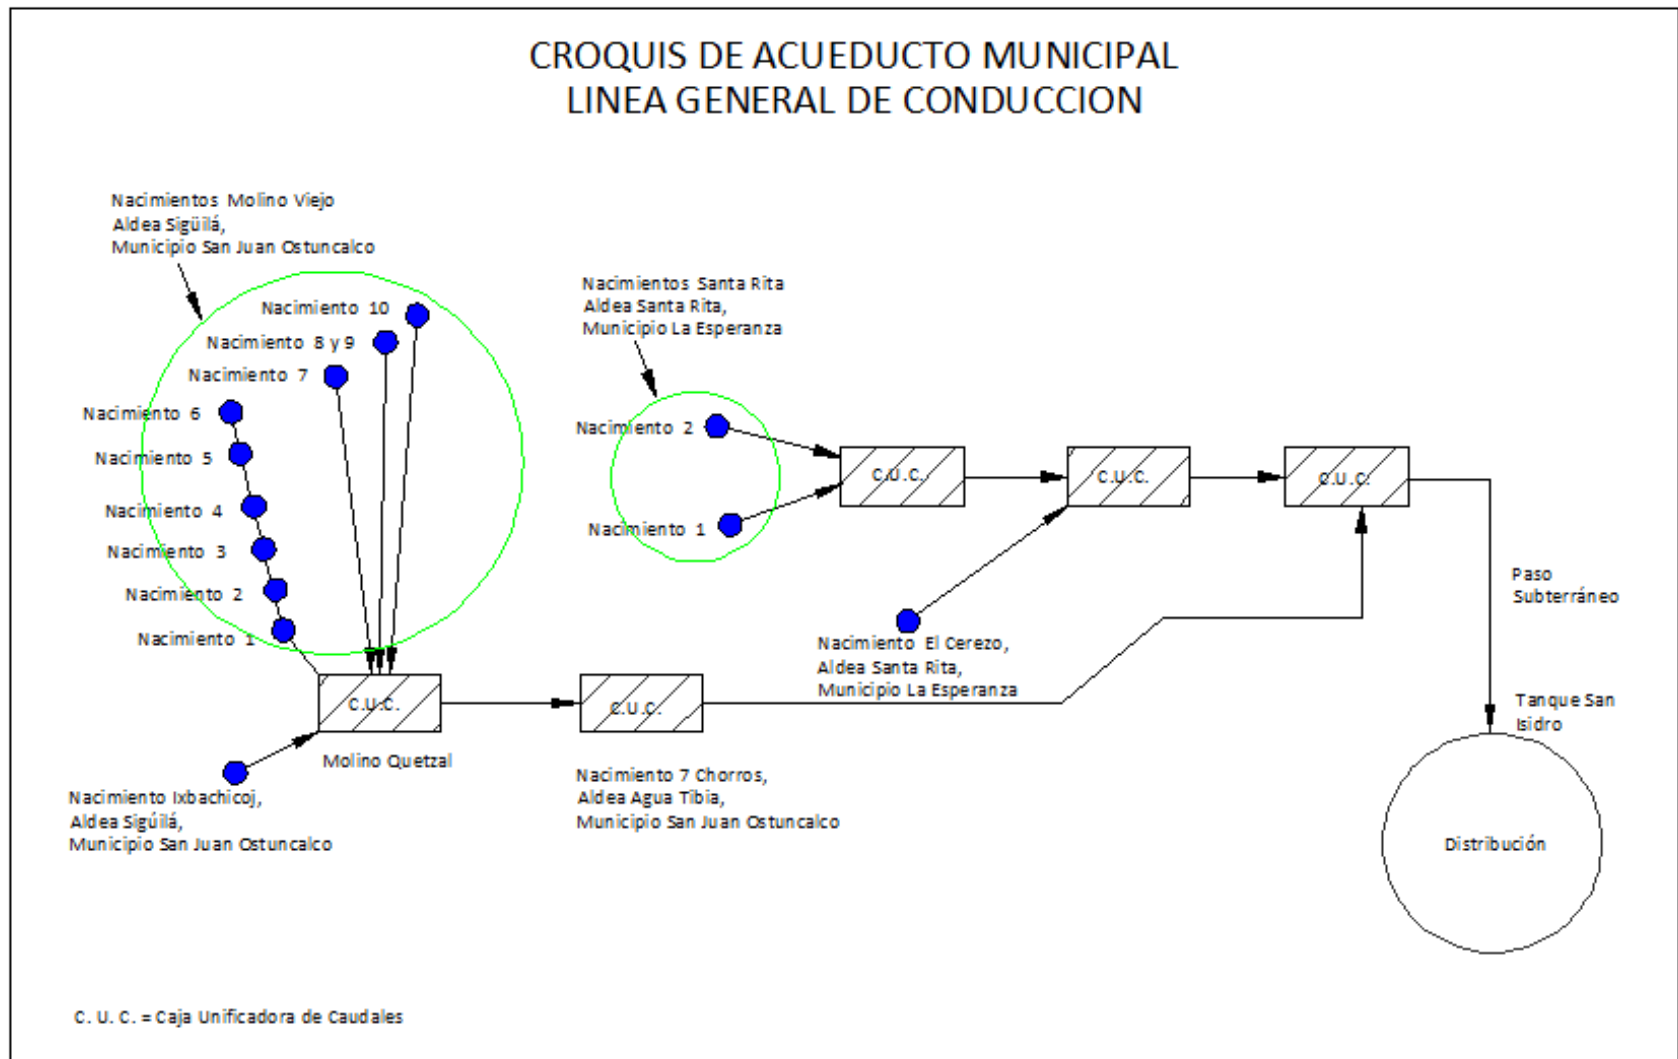 CROQUIS DE ACUEDUCTO MUNICIPAL
LINEA GENERAL DE CONDUCCION
Nacimientos Molino Viejo
Aldea Sigüilá,
Municipio San Juan Ostuncalco
Nacimiento 10
Nacimiento 8 y 9
Nacimiento 7
Nacimiento 6
Nacimiento 5
Nacimiento 4
Nacimiento 3
Nacimiento 2
Nacimiento 1
C.U.C.
Molino Quetzal
Nacimiento Ixbachicoj,
Aldea Sigúilá,
Municipio San Juan Ostuncalco
C.U.C.
Nacimiento 7 Chorros,
Aldea Agua Tibia,
Municipio San Juan Ostuncalco
Nacimientos Santa Rita
Aldea Santa Rita,
Municipio La Esperanza
Nacimiento 2
Nacimiento 1
C.U.C.
C.U.C.
C.U.C.
Nacimiento El Cerezo,
Aldea Santa Rita,
Municipio La Esperanza
Paso
Subterráneo
Tanque San
Isidro
Distribución
C. U. C. = Caja Unificadora de Caudales